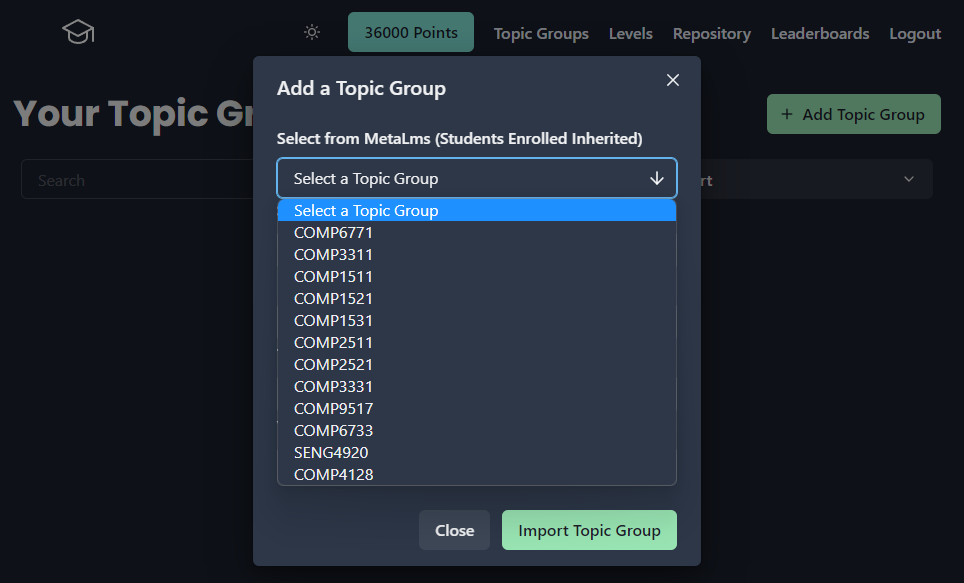 36000 Points Topic Groups Levels Repository Leaderboards Logout
Add a Topic Group
Your Topic Gr
+ Add Topic Group
Select from MetaLms (Students Enrolled Inherited)
Search
Select a Topic Group
rt
Select a Topic Group
COMP6771
COMP3311
COMP1511
COMP1521
COMP1531
COMP2511
COMP2521
COMP3331
COMP9517
COMP6733
SENG4920
COMP4128
Close
Import Topic Group